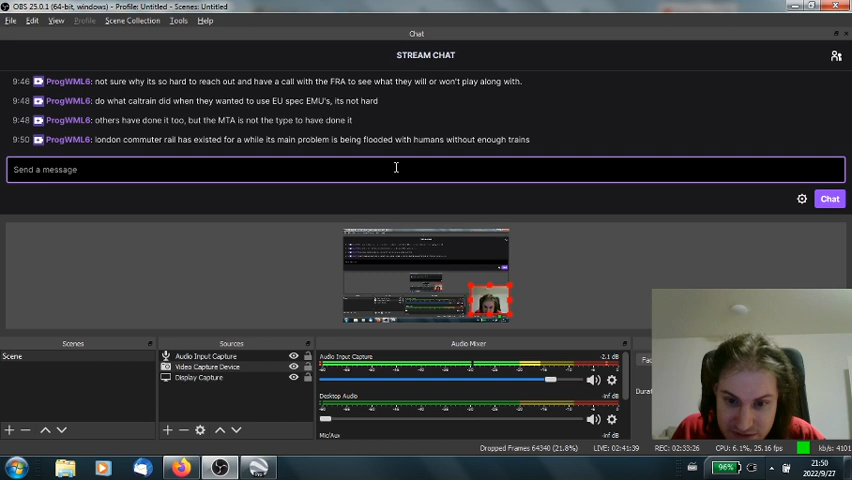 OBS 25.0.1 (64-bit, windows) - Profile: Untitled - Scenes: Untitled
File Edit View Profile Scene Collection Tools Help
Chat
STREAM CHAT
9:46 ProgWML6: not sure why its so hard to reach out and have a call with the FRA to see what they will or won't play along with.
9:48 ProgWML6: do what caltrain did when they wanted to use EU spec EMU's, its not hard
9:48 ProgWML6: others have done it too, but the MTA is not the type to have done it
9:50 ProgWML6: london commuter rail has existed for a while its main problem is being flooded with humans without enough trains
Send a message
Chat
Scenes
Scene
Sources
Audio Input Capture
Video Capture Device
Display Capture
Audio Mixer
Audio Input Capture -2.1 dB
Desktop Audio -inf dB
Mic/Aux
Dropped Frames 64340 (21.8%) LIVE: 02:41:39 REC: 02:33:26 CPU: 6.1%, 25.16 fps kb/s: 4101
96%
21:50
2022/9/27